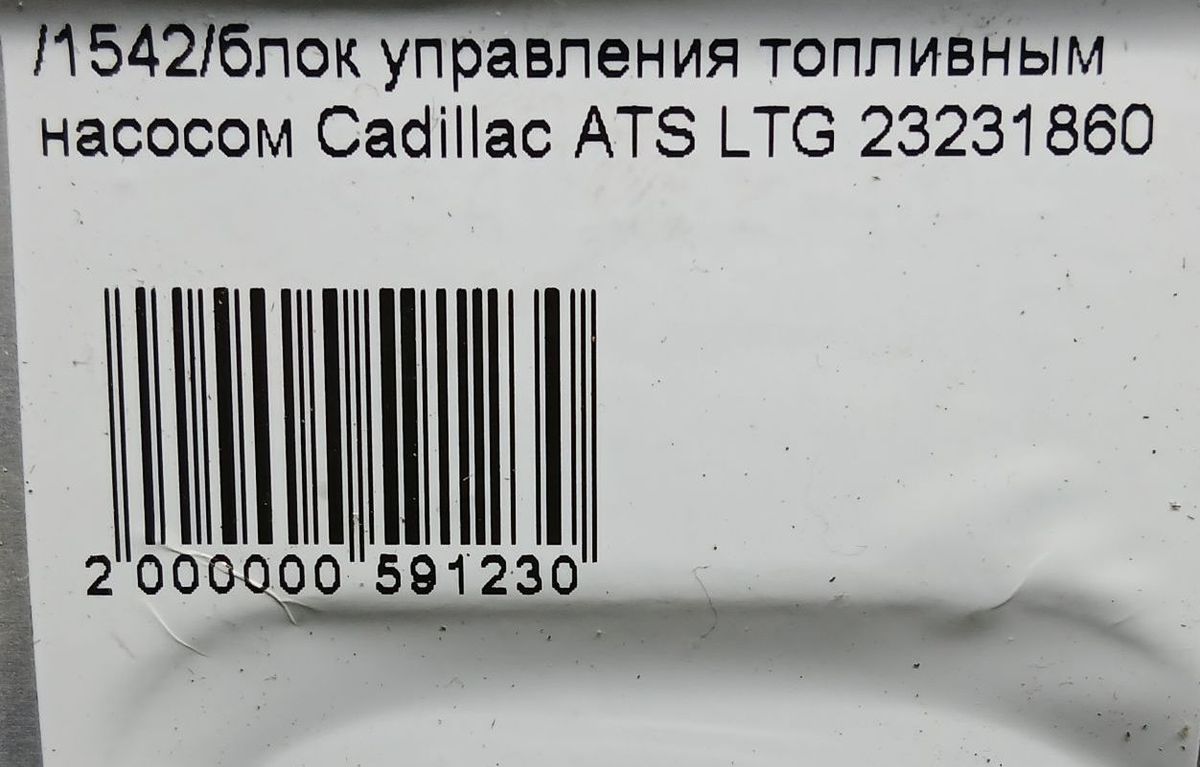 /1542/блок управления топливным
насосом Cadillac ATS LTG 23231860
2 000000 591230